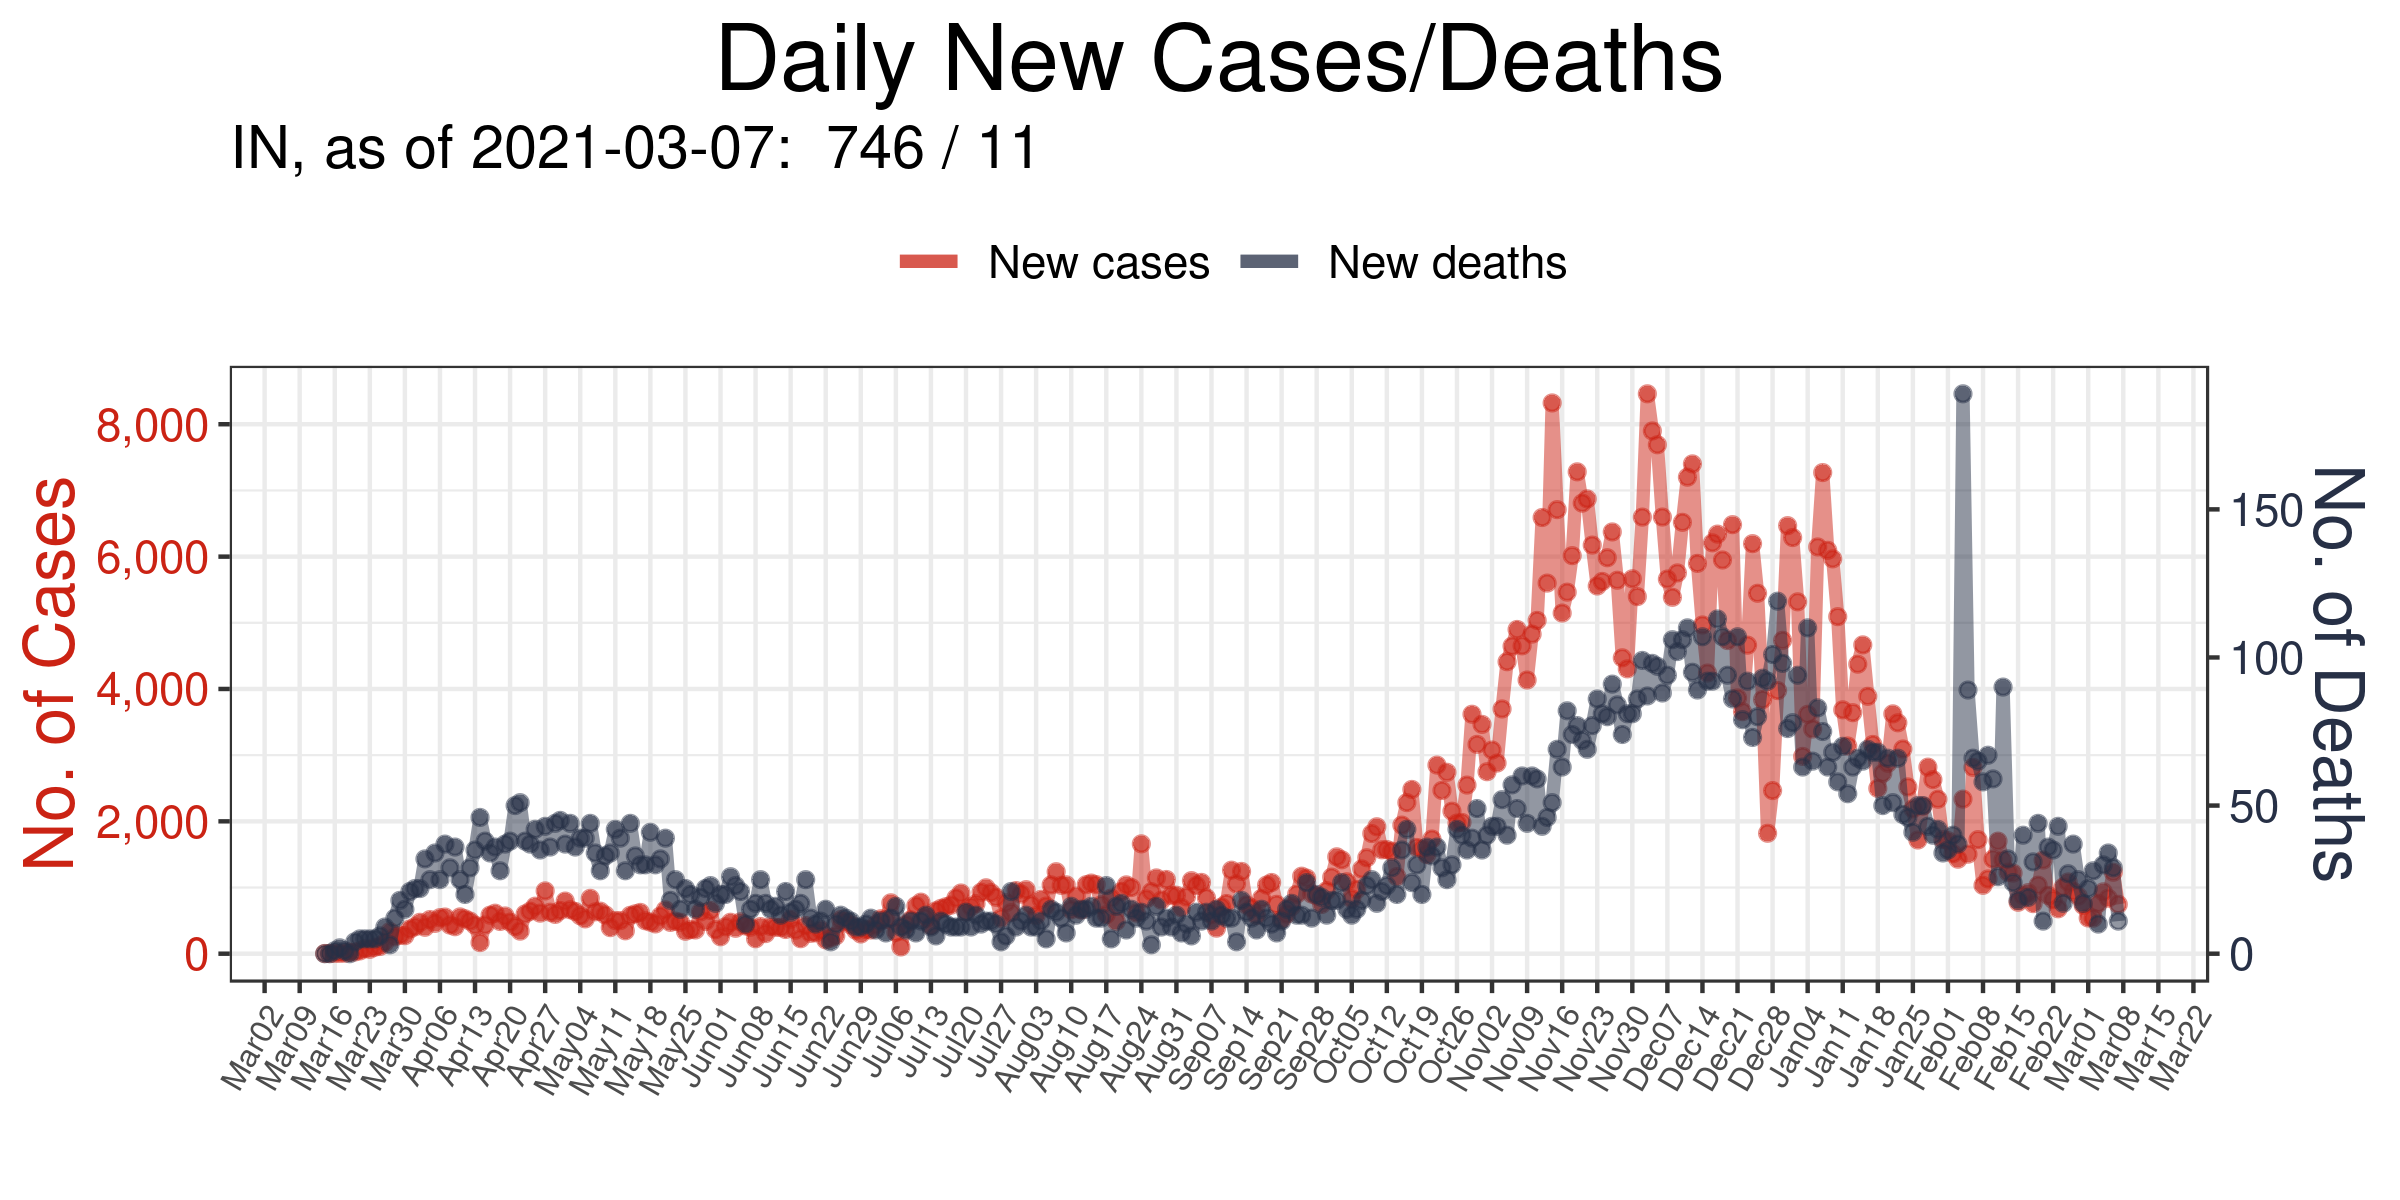 Daily New Cases/Deaths
IN, as of 2021-03-07: 746 / 11
New cases
New deaths
No. of Cases
8,000
6,000
4,000
2,000
0
No. of Deaths
150
100
50
0
Mar02
Mar09
Mar16
Mar23
Mar30
Apr06
Apr13
Apr20
Apr27
May04
May11
May18
May25
Jun01
Jun08
Jun15
Jun22
Jun29
Jul06
Jul13
Jul20
Jul27
Aug03
Aug10
Aug17
Aug24
Aug31
Sep07
Sep14
Sep21
Sep28
Oct05
Oct12
Oct19
Oct26
Nov02
Nov09
Nov16
Nov23
Nov30
Dec07
Dec14
Dec21
Dec28
Jan04
Jan11
Jan18
Jan25
Feb01
Feb08
Feb15
Feb22
Mar01
Mar08
Mar15
Mar22